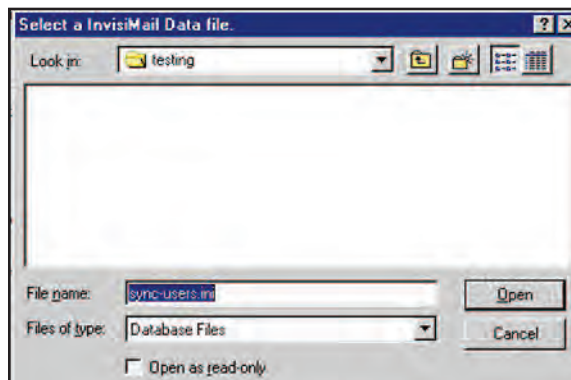 Select a InvisiMail Data file.
Look in:
testing
File name:
sync-users.ini
Open
Files of type:
Database Files
Cancel
Open as read-only